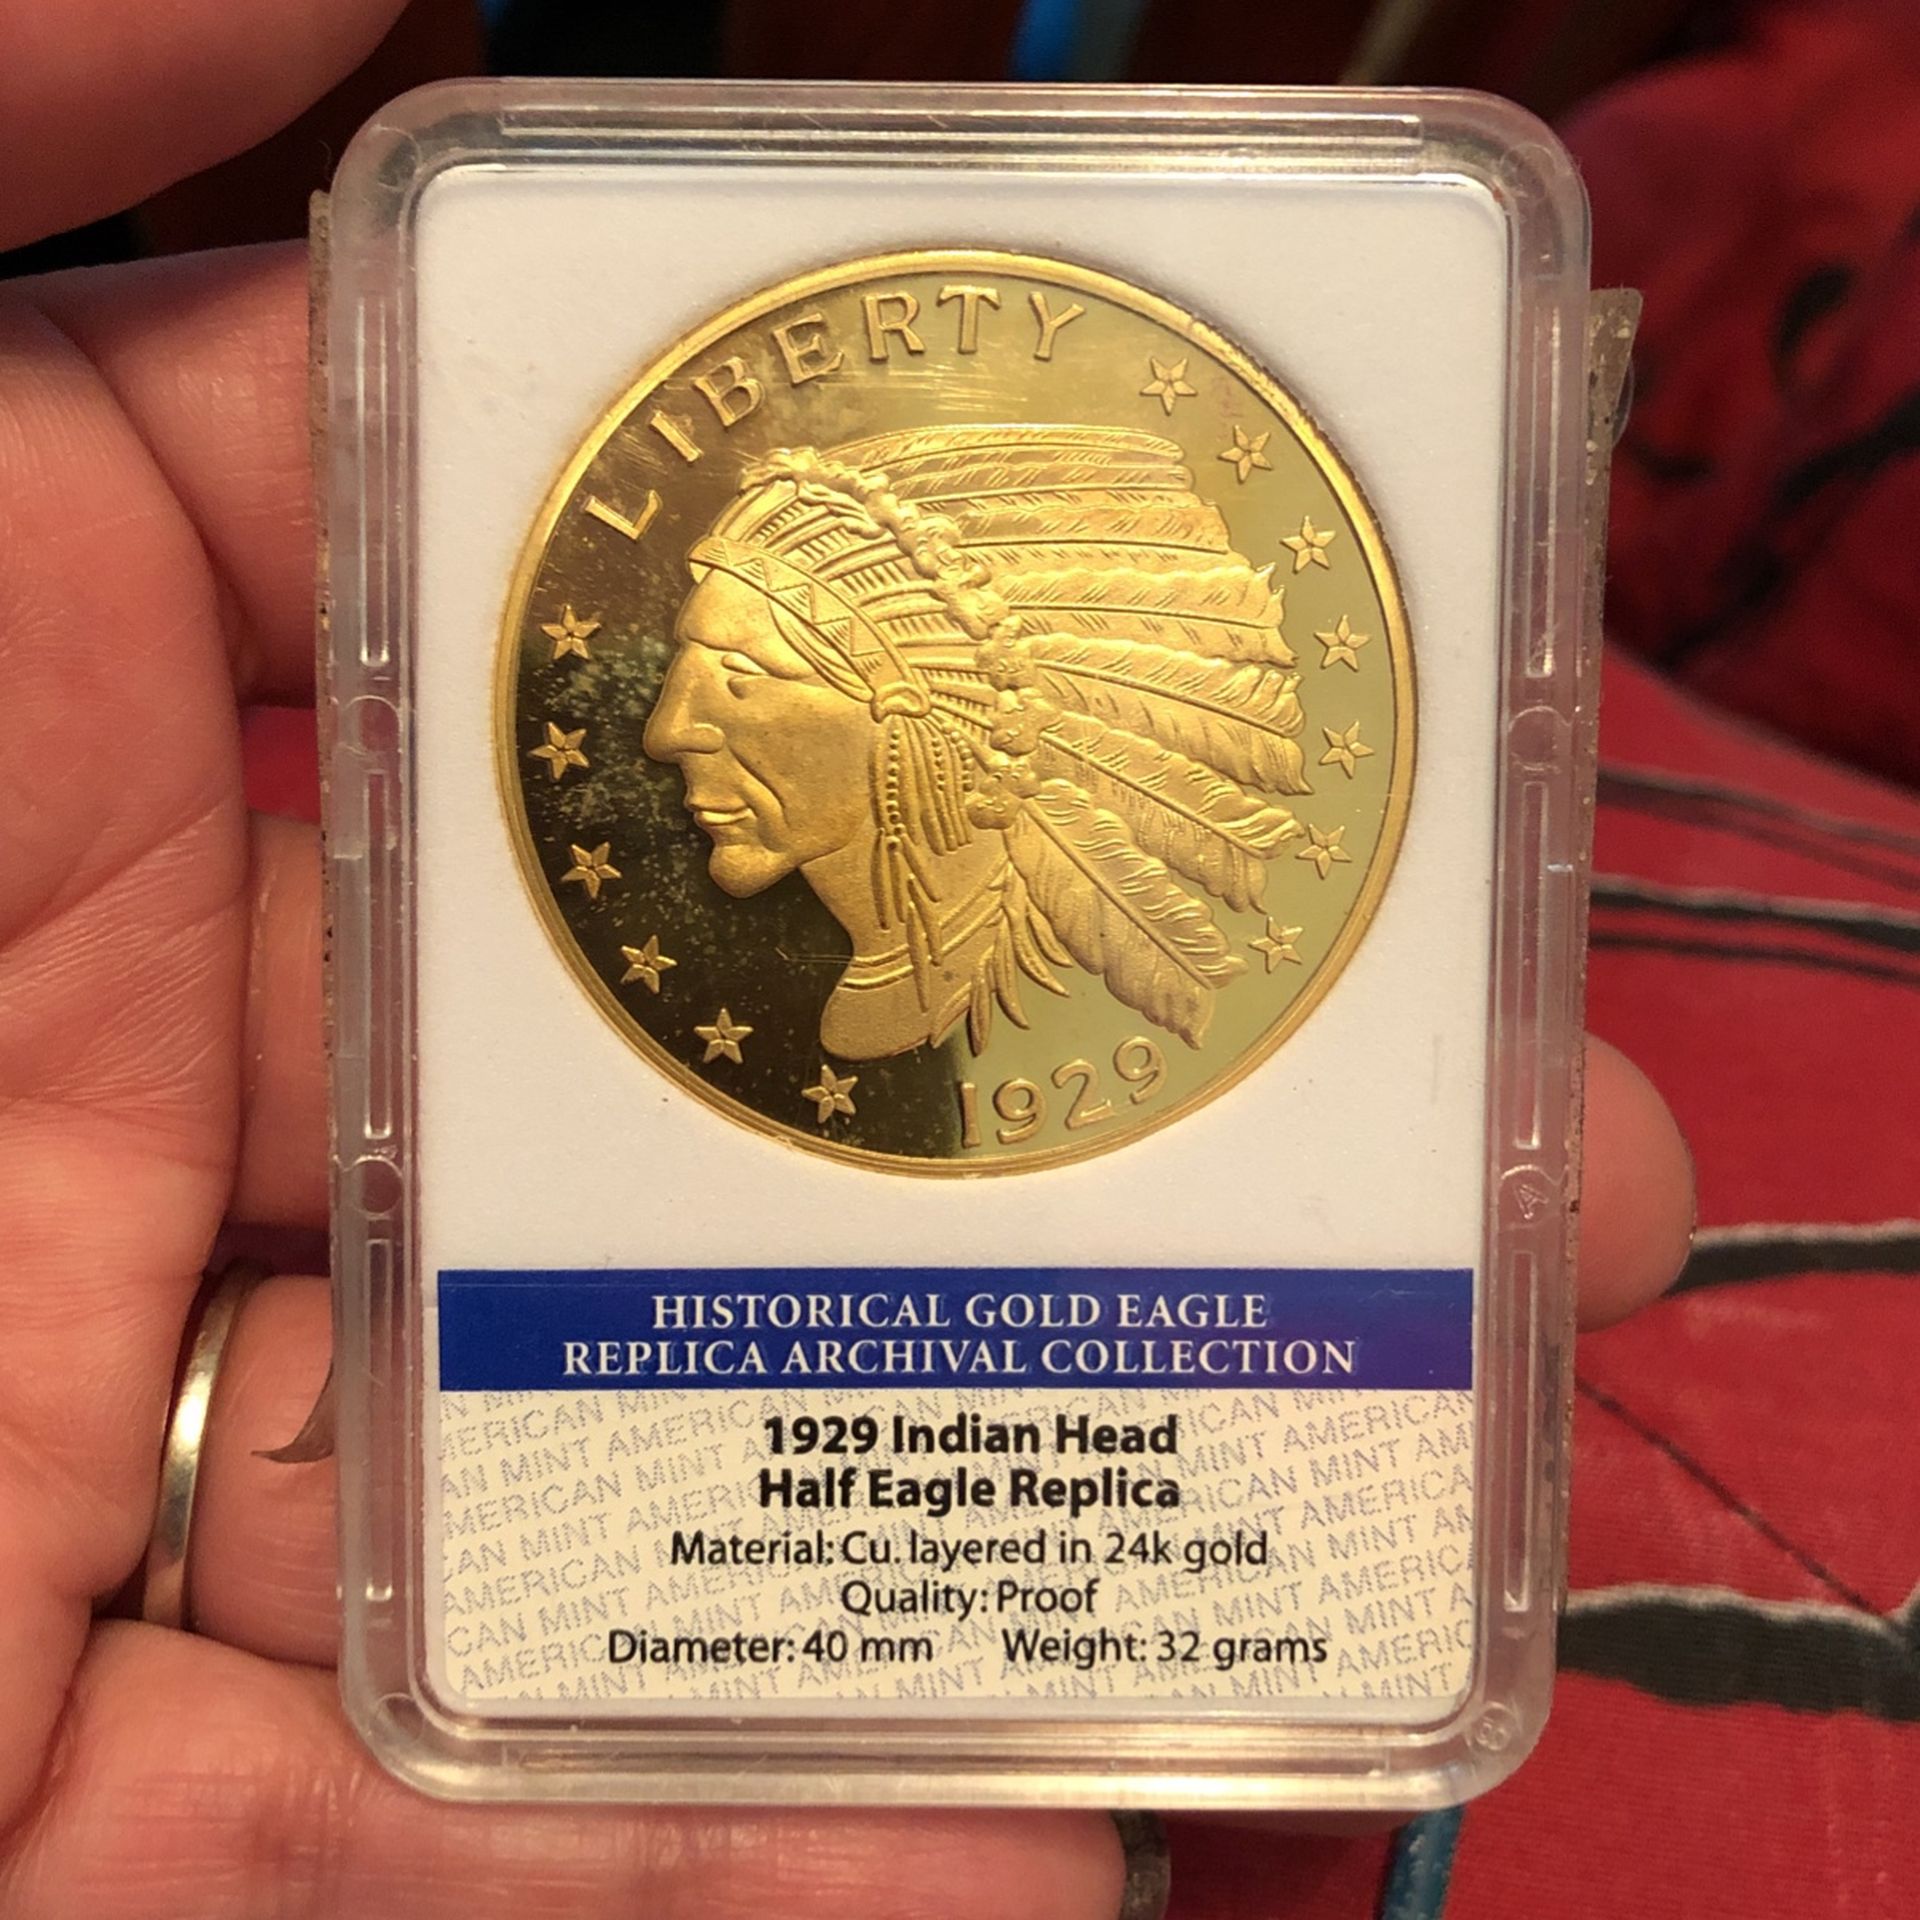 LIBERTY
1929
HISTORICAL GOLD EAGLE
REPLICA ARCHIVAL COLLECTION
1929 Indian Head
Half Eagle Replica
Material: Cu. layered in 24k gold
Quality: Proof
Diameter: 40 mm Weight: 32 grams